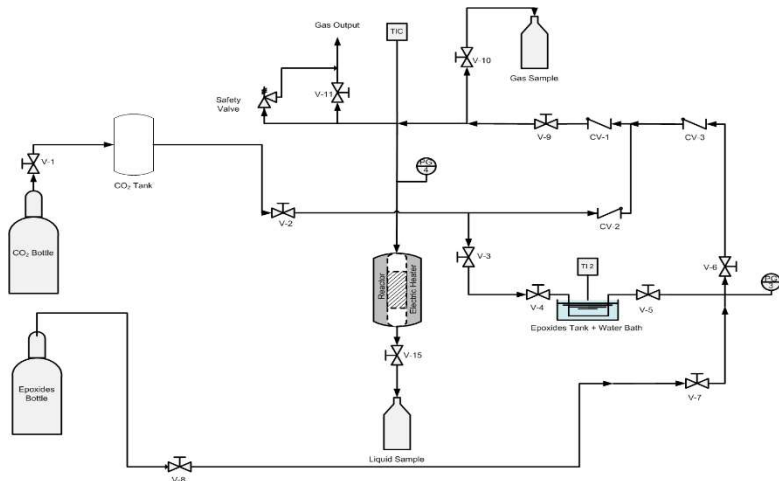 Gas Output
TIC
V-10
Gas Sample
Safety
Valve
V-11
V-1
CO₂ Tank
V-9
CV-1
CV-3
PG
4
V-2
CV-2
CO₂ Bottle
V-3
TI 2
V-6
Reactor
Electric Heater
V-4
V-5
PG
3
Epoxides Tank + Water Bath
V-15
Epoxides
Bottle
V-7
Liquid Sample
V-8